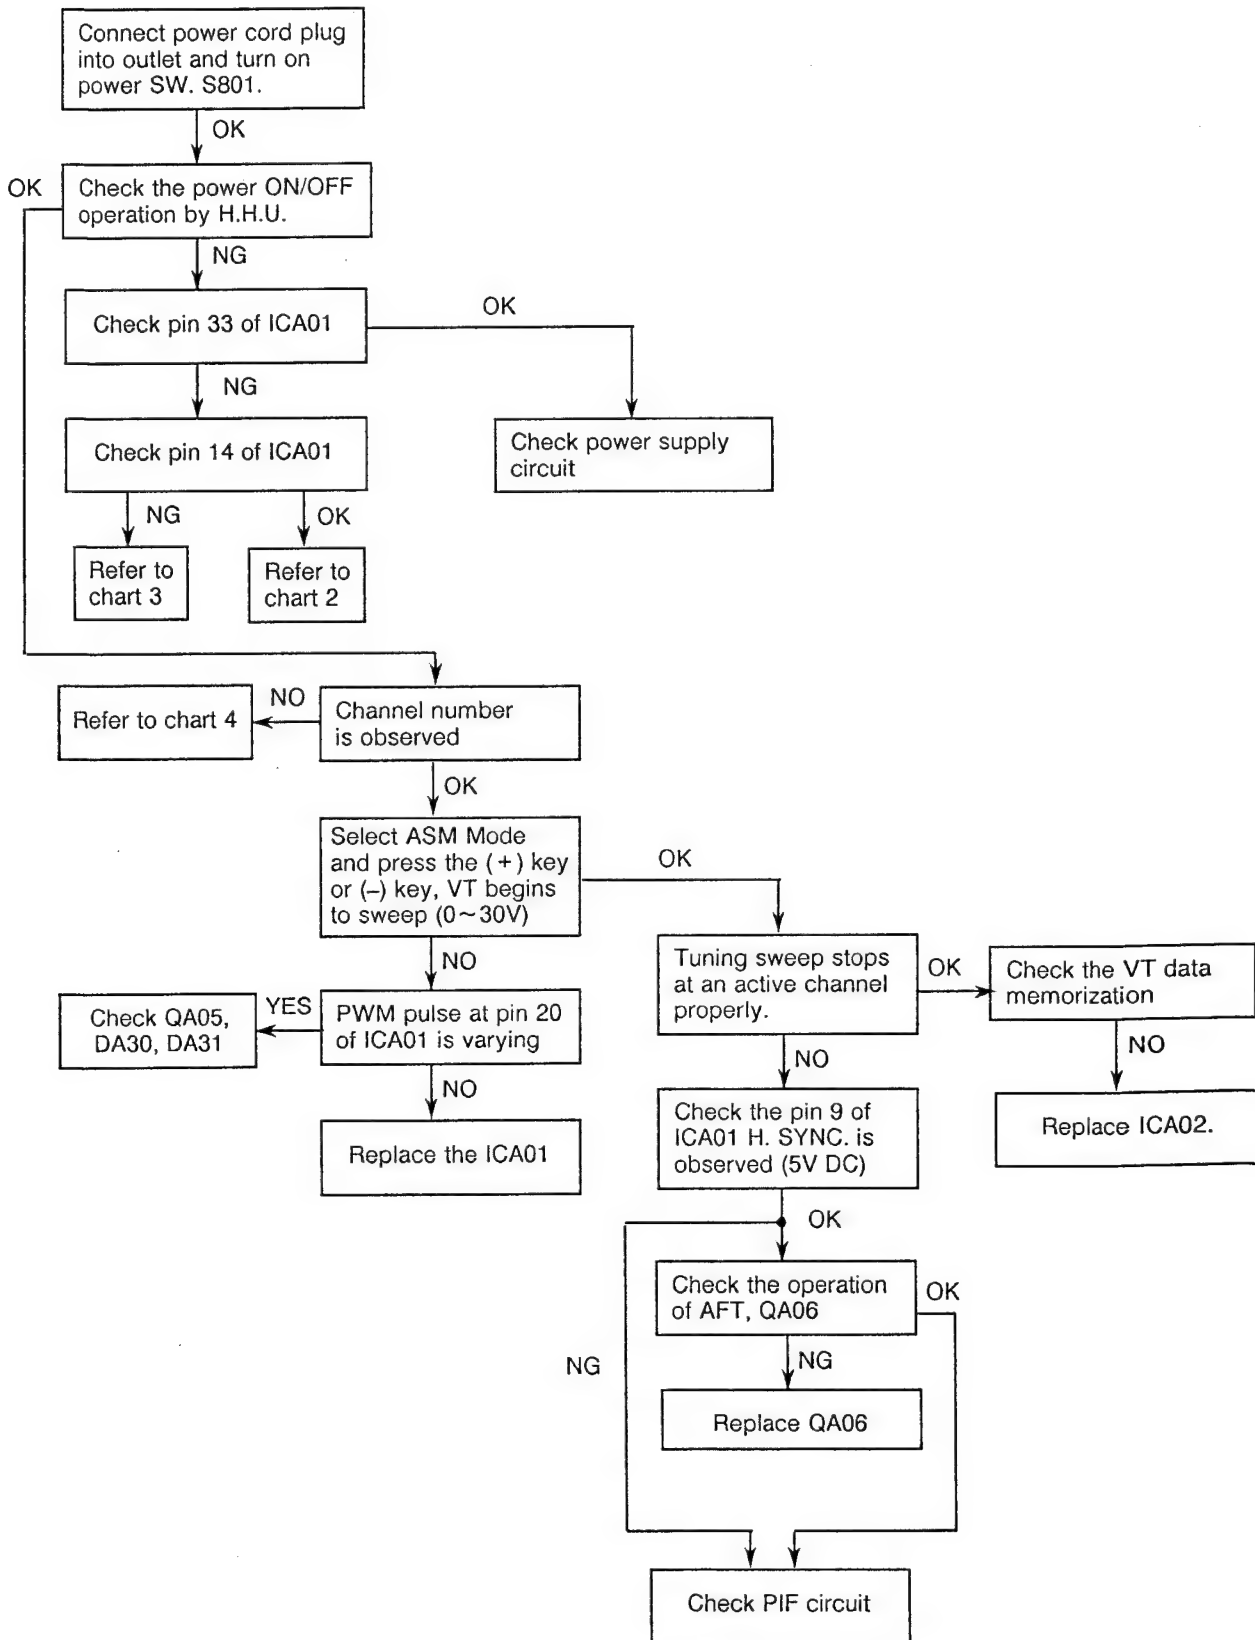 Connect power cord plug
into outlet and turn on
power SW. S801.
OK
OK
Check the power ON/OFF
operation by H.H.U.
NG
Check pin 33 of ICA01
OK
NG
Check pin 14 of ICA01
Check power supply
circuit
NG
OK
Refer to
chart 3
Refer to
chart 2
Refer to chart 4
NO
Channel number
is observed
OK
Select ASM Mode
and press the (+) key
or (–) key, VT begins
to sweep (0~30V)
OK
NO
Tuning sweep stops
at an active channel
properly.
OK
Check the VT data
memorization
Check QA05,
DA30, DA31
YES
PWM pulse at pin 20
of ICA01 is varying
NO
NO
NO
Replace the ICA01
Check the pin 9 of
ICA01 H. SYNC. is
observed (5V DC)
Replace ICA02.
OK
Check the operation
of AFT, QA06
OK
NG
NG
Replace QA06
Check PIF circuit